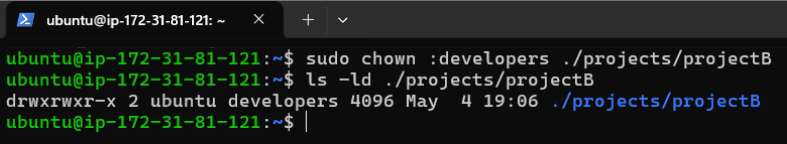 ubuntu@ip-172-31-81-121: ~
ubuntu@ip-172-31-81-121:~$ sudo chown :developers ./projects/projectB
ubuntu@ip-172-31-81-121:~$ ls -ld ./projects/projectB
drwxrwxr-x 2 ubuntu developers 4096 May  4 19:06 ./projects/projectB
ubuntu@ip-172-31-81-121:~$